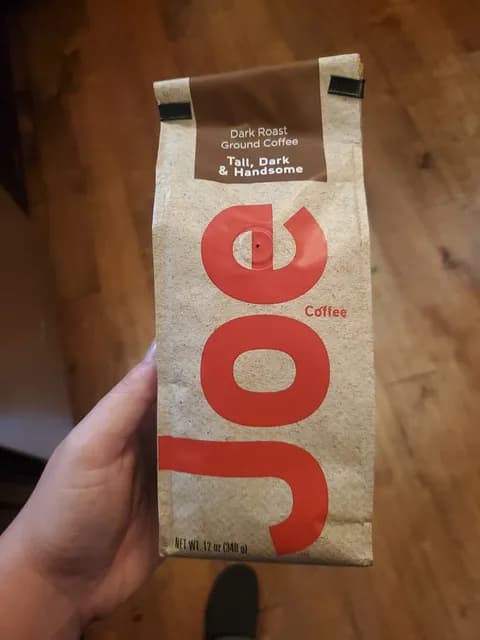 Dark Roast
Ground Coffee
Tall, Dark
& Handsome
Joe
Coffee
NET WT. 12 oz (340 g)